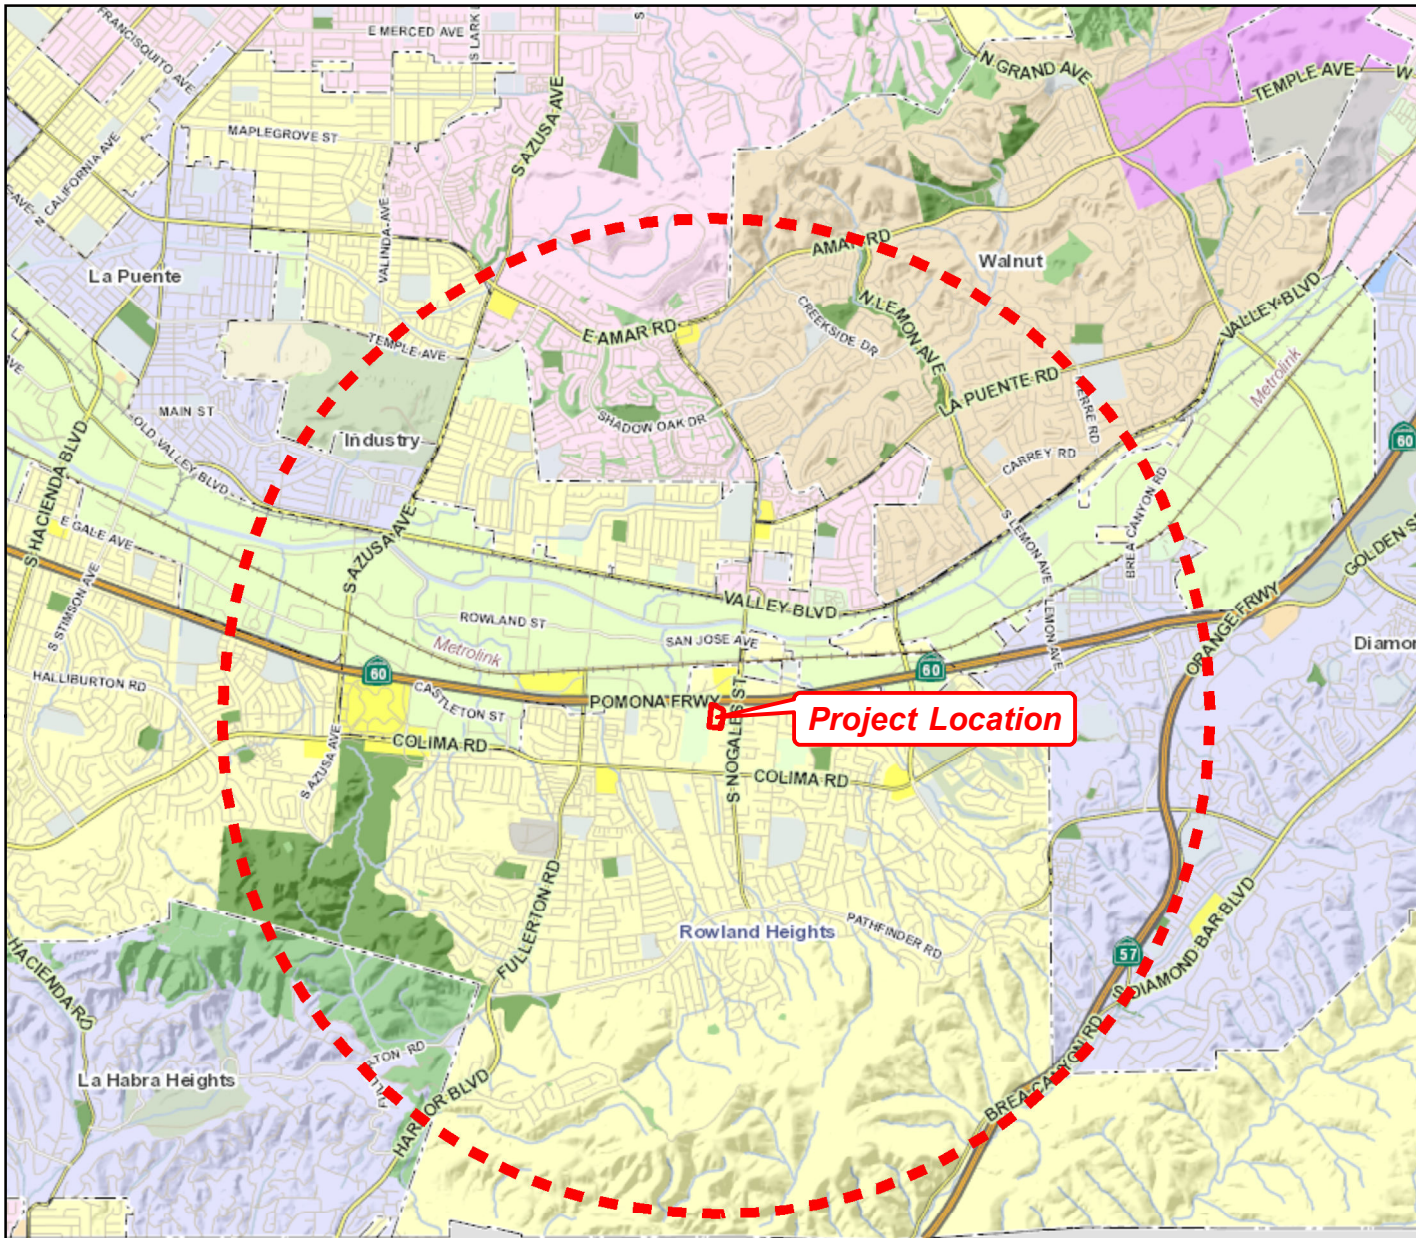 E MERCED AVE
S LARK
S
FRANCISQUITO AVE
N GRAND AVE
TEMPLE AVE
W
S AZUSA AVE
MAPLEGROVE ST
CALIFORNIA AVE
VALINDA AVE
AMAR RD
Walnut
La Puente
N LEMON AVE
CREEKSIDE DR
VALLEY BLVD
E AMAR RD
TEMPLE AVE
Metrolink
LA PUENTE RD
AVE
MAIN ST
SHADOW OAK DR
Industry
OLD VALLEY BLVD
CARREY RD
60
S HACIENDA BLVD
BREA CANYON RD
E GALE AVE
S AZUSA AVE
S LEMON AVE
GOLDEN S
S STIMSON AVE
VALLEY BLVD
ROWLAND ST
SAN JOSE AVE
LEMON AVE
ORANGE FRWY
Metrolink
Diamon
60
60
HALLIBURTON RD
CASTLETON ST
POMONA FRWY
Project Location
S NOGALES ST
COLIMA RD
COLIMA RD
S AZUSA AVE
FULLERTON RD
Rowland Heights
PATHFINDER RD
57
S DIAMOND BAR BLVD
HACIENDA RD
BREA CANYON RD
La Habra Heights
HARBOR BLVD